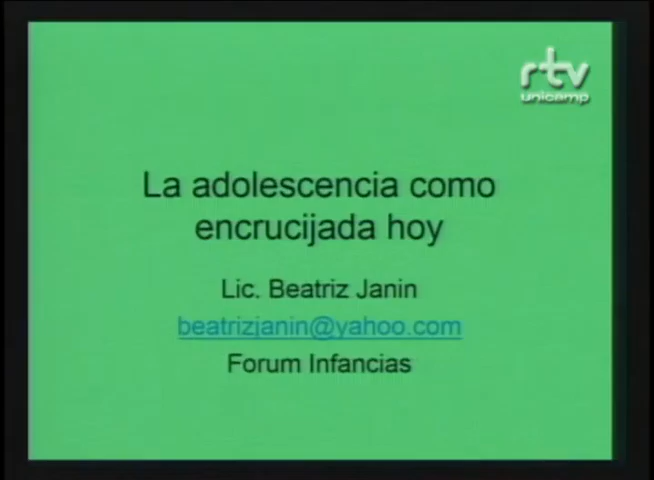 rtv
unicamp
La adolescencia como
encrucijada hoy
Lic. Beatriz Janin
beatrizjanin@yahoo.com
Forum Infancias